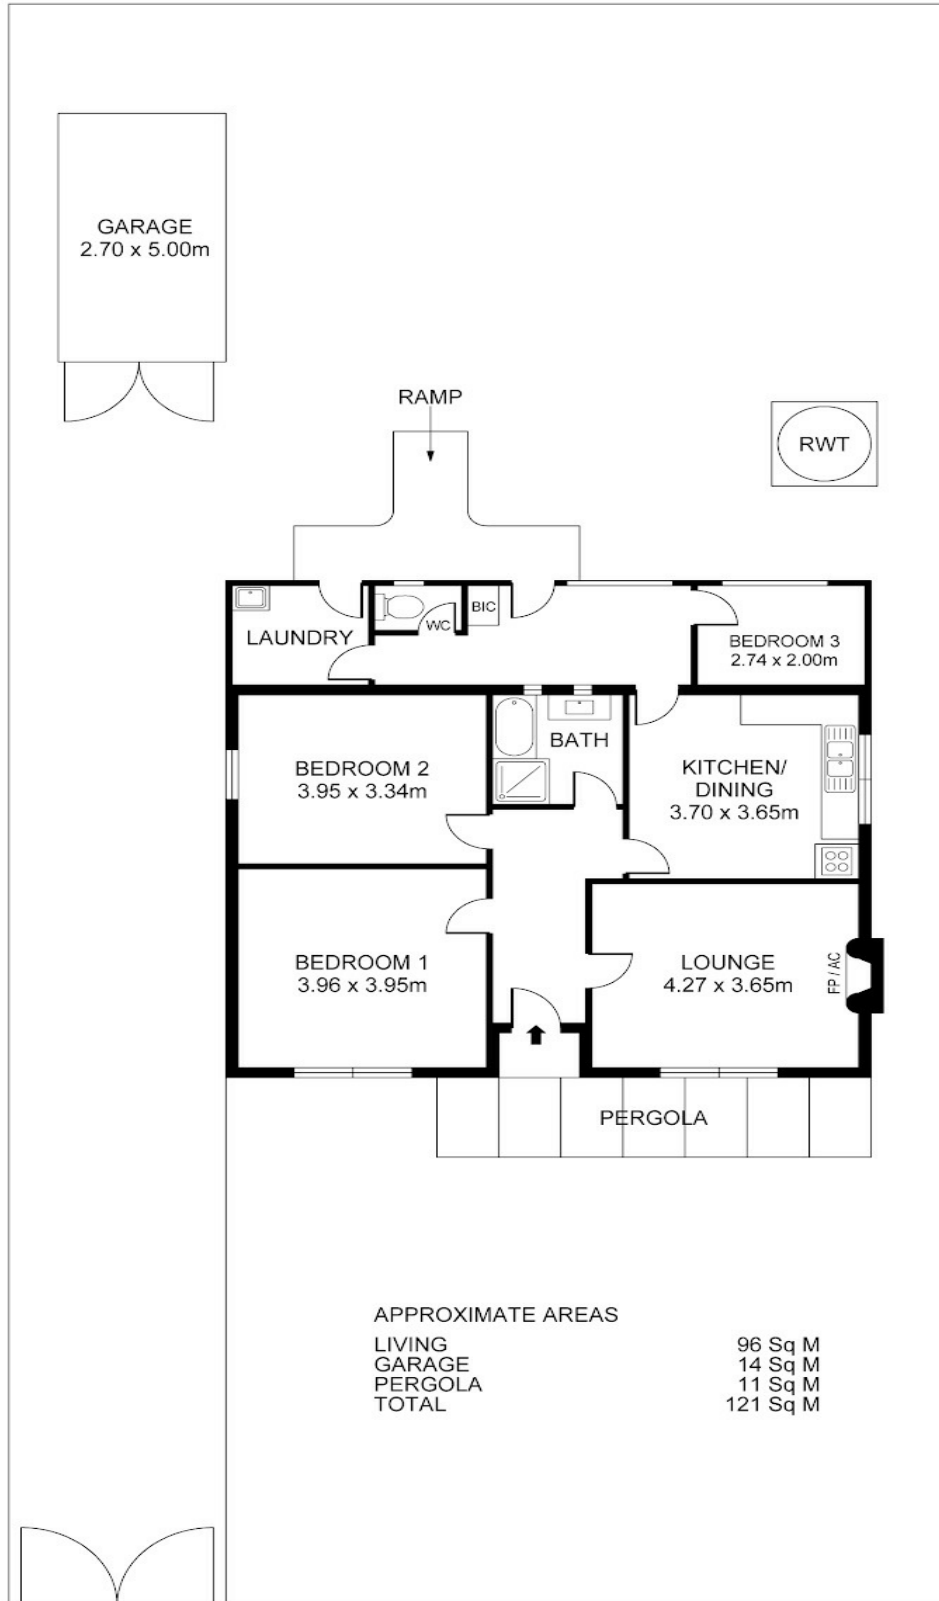 GARAGE
2.70 x 5.00m
RAMP
RWT
LAUNDRY
WC
BIC
BEDROOM 3
2.74 x 2.00m
BATH
BEDROOM 2
3.95 x 3.34m
KITCHEN/
DINING
3.70 x 3.65m
BEDROOM 1
3.96 x 3.95m
LOUNGE
4.27 x 3.65m
FP / AC
PERGOLA
APPROXIMATE AREAS
LIVING 96 Sq M
GARAGE 14 Sq M
PERGOLA 11 Sq M
TOTAL 121 Sq M